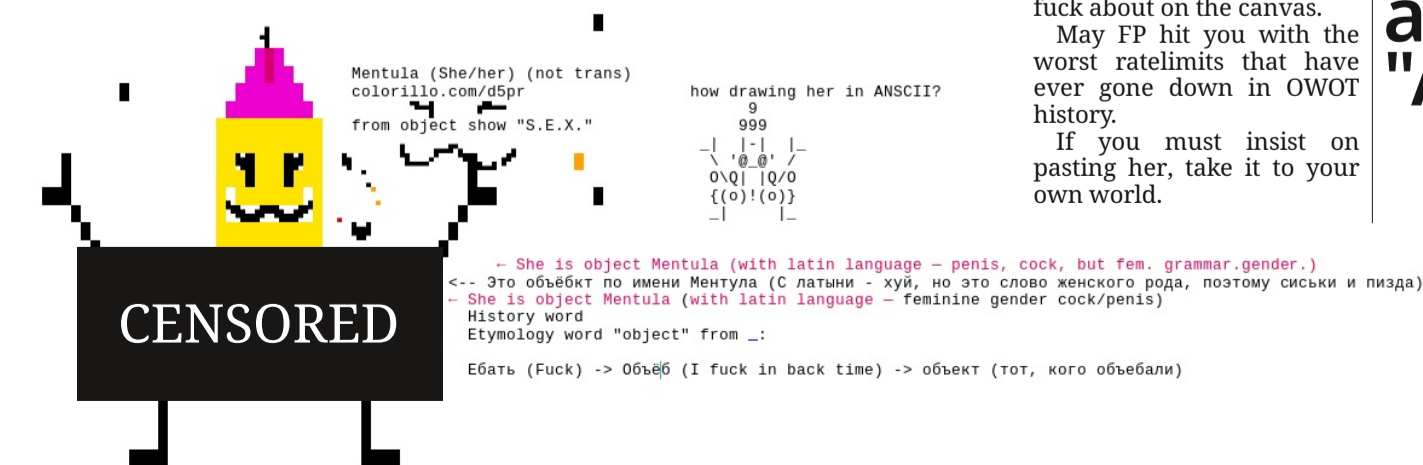 Mentula (She/her) (not trans)
colorillo.com/d5pr
from object show "S.E.X."
how drawing her in ANSCII?
9
999
_|  |-|  |_
\ '@_@' /
O\Q| |Q/O
{(o)!(o)}
_|      |_
fuck about on the canvas.
May FP hit you with the
worst ratelimits that have
ever gone down in OWOT
history.
If you must insist on
pasting her, take it to your
own world.
a
"
CENSORED
← She is object Mentula (with latin language — penis, cock, but fem. grammar.gender.)
<-- Это объёбкт по имени Ментула (С латыни - хуй, но это слово женского рода, поэтому сиськи и пизда)
← She is object Mentula (with latin language — feminine gender cock/penis)
History word
Etymology word "object" from _:
Ебать (Fuck) -> Объёб (I fuck in back time) -> объект (тот, кого объебали)